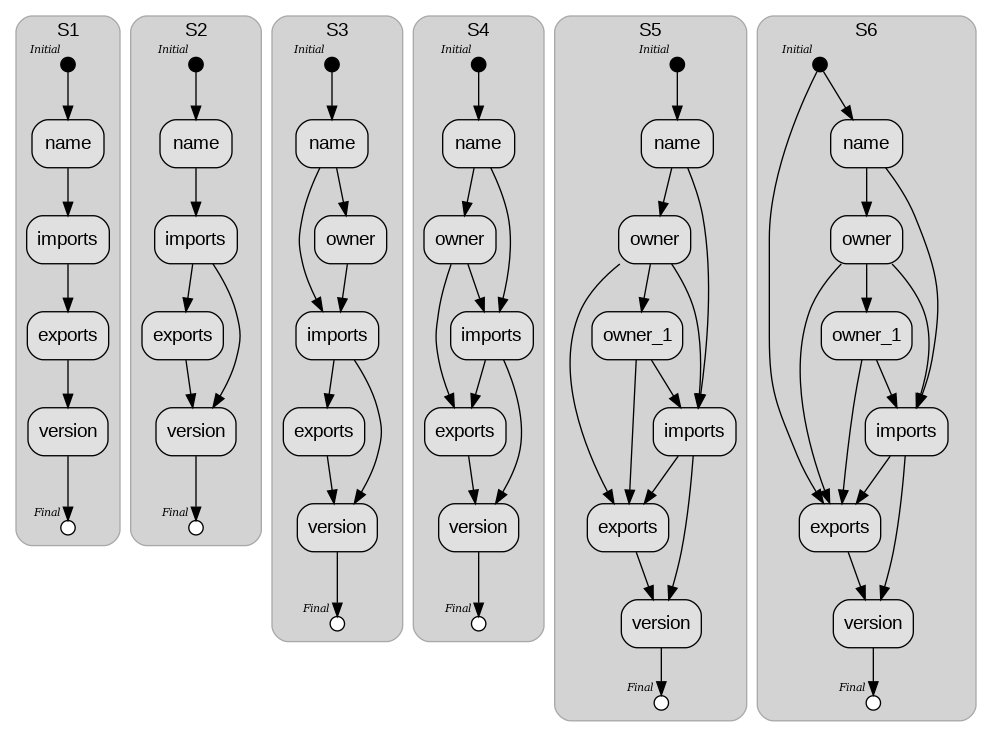 S1
Initial
name
imports
exports
version
Final
S2
Initial
name
imports
exports
version
Final
S3
Initial
name
owner
imports
exports
version
Final
S4
Initial
name
owner
imports
exports
version
Final
S5
Initial
name
owner
owner_1
imports
exports
version
Final
S6
Initial
name
owner
owner_1
imports
exports
version
Final